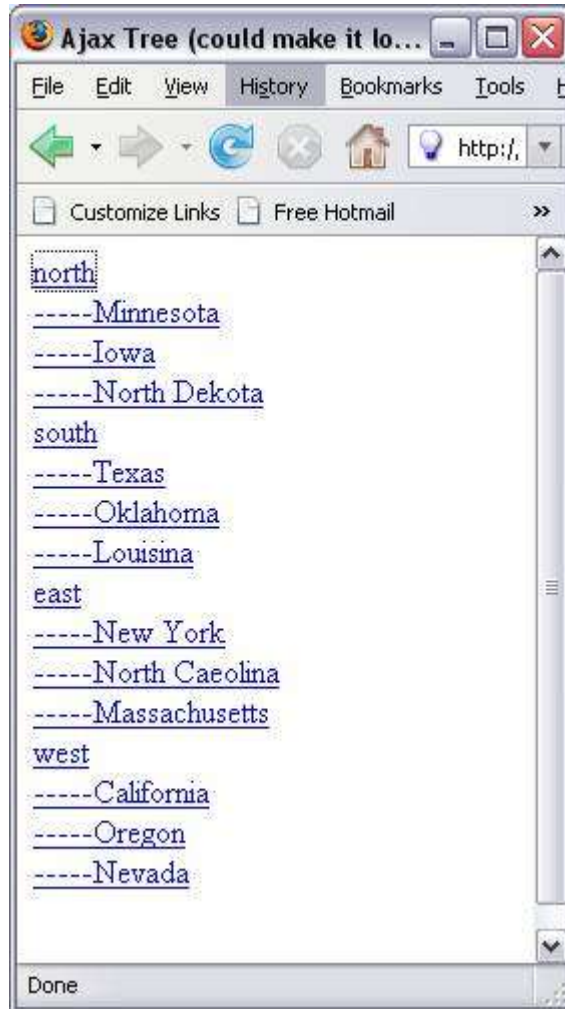 Ajax Tree (could make it lo...
File Edit View History Bookmarks Tools H
http:/,
Customize Links Free Hotmail »
north
-----Minnesota
-----Iowa
-----North Dekota
south
-----Texas
-----Oklahoma
-----Louisina
east
-----New York
-----North Caeolina
-----Massachusetts
west
-----California
-----Oregon
-----Nevada
Done